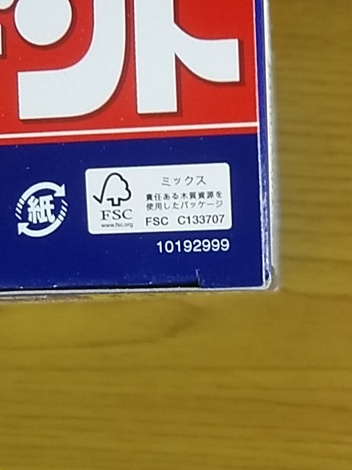 ント
紙
FSC
www.fsc.org
ミックス
責任ある木質資源を
使用したパッケージ
FSC C133707
10192999